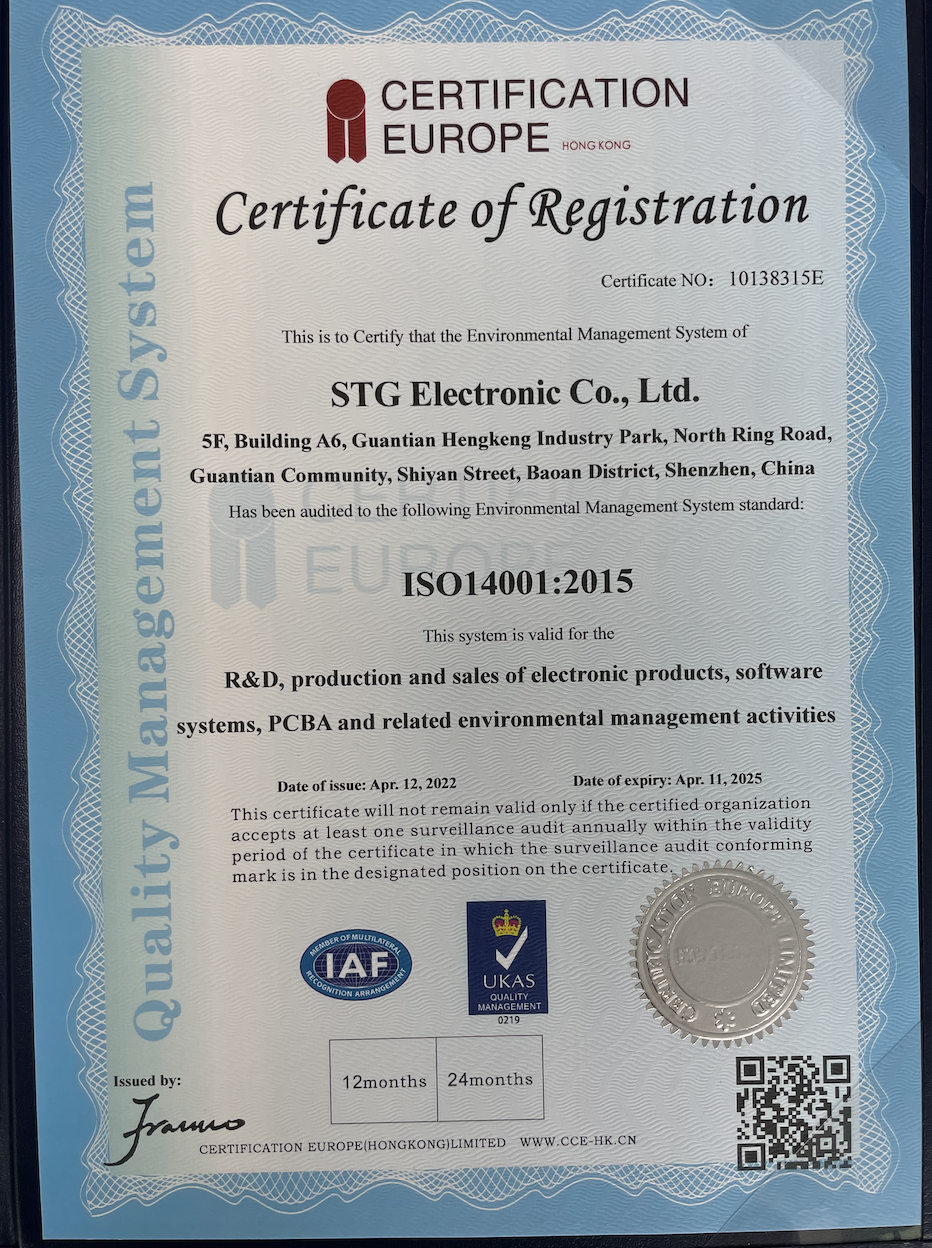 CERTIFICATION
EUROPE HONG KONG
Certificate of Registration
Certificate NO: 10138315E
This is to Certify that the Environmental Management System of
STG Electronic Co., Ltd.
5F, Building A6, Guantian Hengkeng Industry Park, North Ring Road,
Guantian Community, Shiyan Street, Baoan District, Shenzhen, China
Has been audited to the following Environmental Management System standard:
CERTIFIC
EUROPE
ISO14001:2015
This system is valid for the
R&D, production and sales of electronic products, software
systems, PCBA and related environmental management activities
Date of issue: Apr. 12, 2022 Date of expiry: Apr. 11, 2025
This certificate will not remain valid only if the certified organization
accepts at least one surveillance audit annually within the validity
period of the certificate in which the surveillance audit conforming
mark is in the designated position on the certificate.
Quality Management System
MEMBER OF MULTILATERAL
IAF
RECOGNITION ARRANGEMENT
UKAS
QUALITY
MANAGEMENT
0219
CERTIFICATION EUROPE LIMITED
12months 24months
Issued by:
CERTIFICATION EUROPE(HONGKONG)LIMITED WWW.CCE-HK.CN